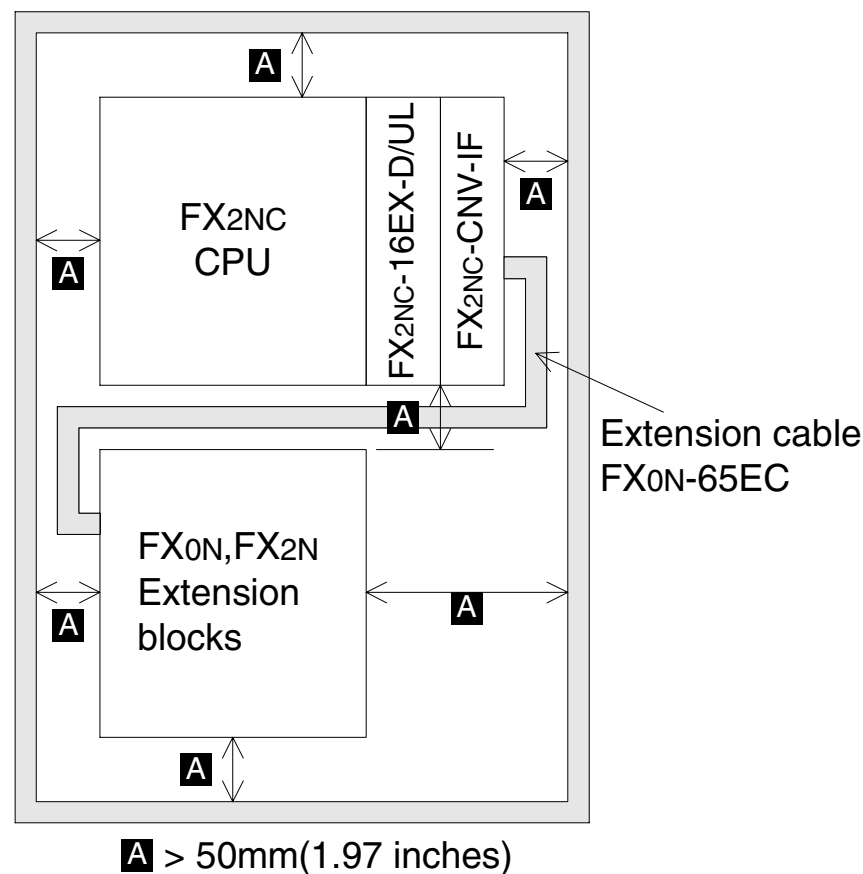 A
FX2NC
CPU
FX2NC-16EX-D/UL
FX2NC-CNV-IF
A
A
A
Extension cable
FX0N-65EC
FX0N,FX2N
Extension
blocks
A
A
A
A > 50mm(1.97 inches)